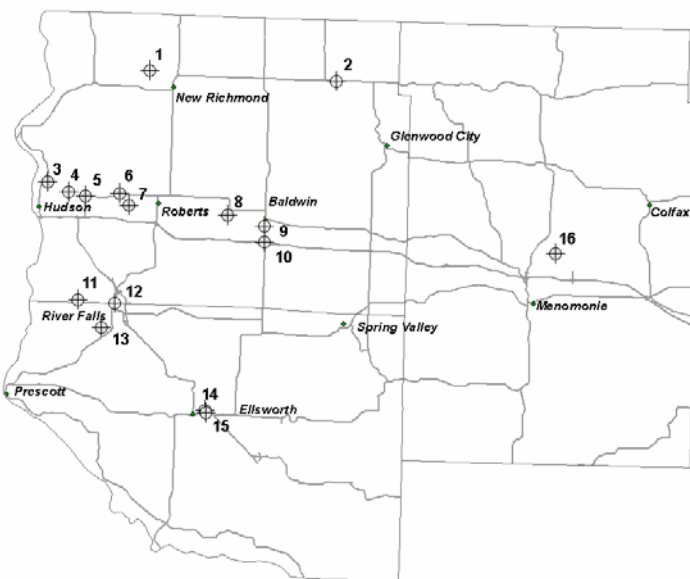 1
2
New Richmond
Glenwood City
3
4
5
6
7
8
Hudson
Roberts
Baldwin
Colfax
9
10
16
11
12
River Falls
13
Menomonie
Spring Valley
Prescott
14
Ellsworth
15